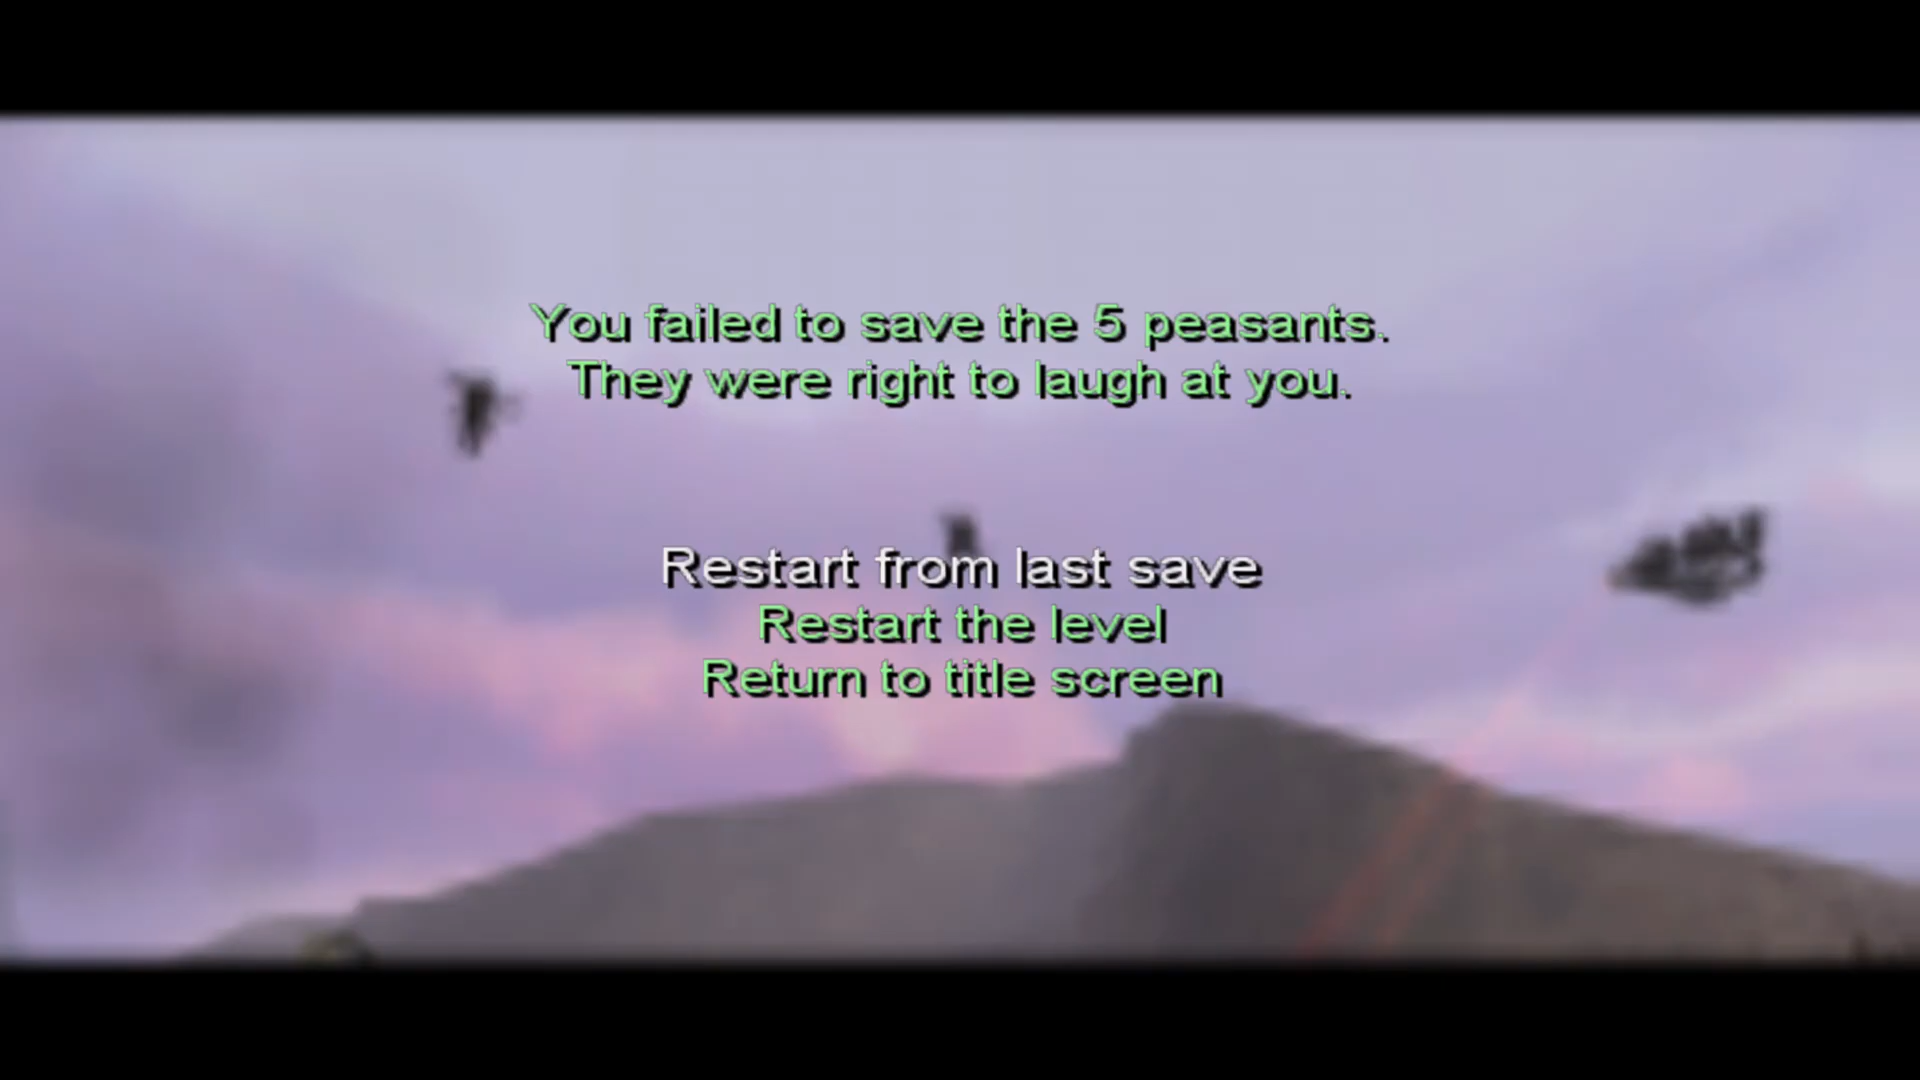 You failed to save the 5 peasants.
They were right to laugh at you.
Restart from last save
Restart the level
Return to title screen